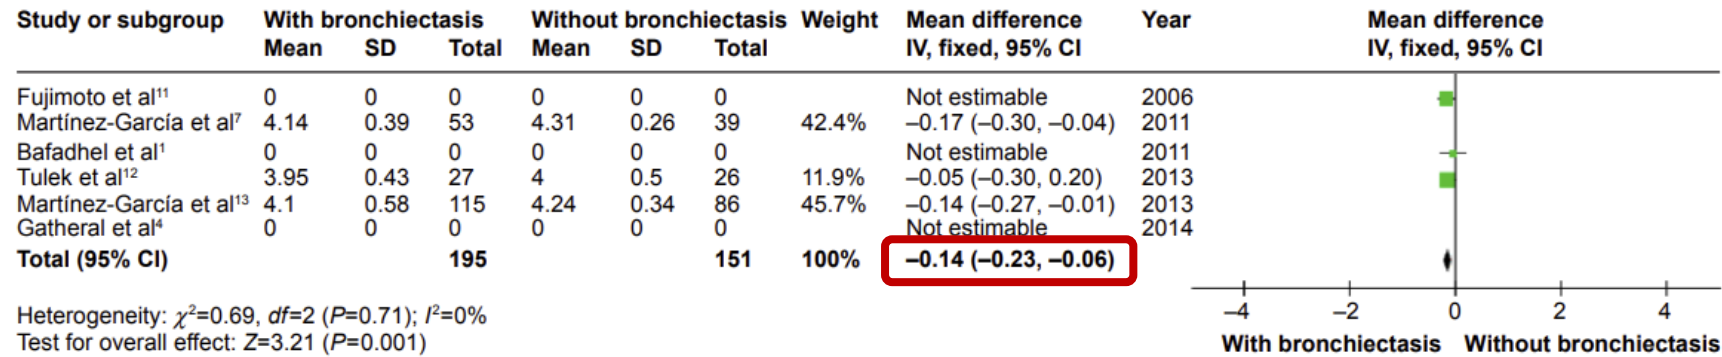 Study or subgroup With bronchiectasis Without bronchiectasis Weight Mean difference Year Mean difference
Mean SD Total Mean SD Total IV, fixed, 95% CI IV, fixed, 95% CI
Fujimoto et al¹¹ 0 0 0 0 0 0 Not estimable 2006
Martínez-García et al⁷ 4.14 0.39 53 4.31 0.26 39 42.4% –0.17 (–0.30, –0.04) 2011
Bafadhel et al¹ 0 0 0 0 0 0 Not estimable 2011
Tulek et al¹² 3.95 0.43 27 4 0.5 26 11.9% –0.05 (–0.30, 0.20) 2013
Martínez-García et al¹³ 4.1 0.58 115 4.24 0.34 86 45.7% –0.14 (–0.27, –0.01) 2013
Gatheral et al⁴ 0 0 0 0 0 0 Not estimable 2014
Total (95% CI) 195 151 100% –0.14 (–0.23, –0.06)
Heterogeneity: χ²=0.69, df=2 (P=0.71); I²=0%
Test for overall effect: Z=3.21 (P=0.001)
–4 –2 0 2 4
With bronchiectasis Without bronchiectasis